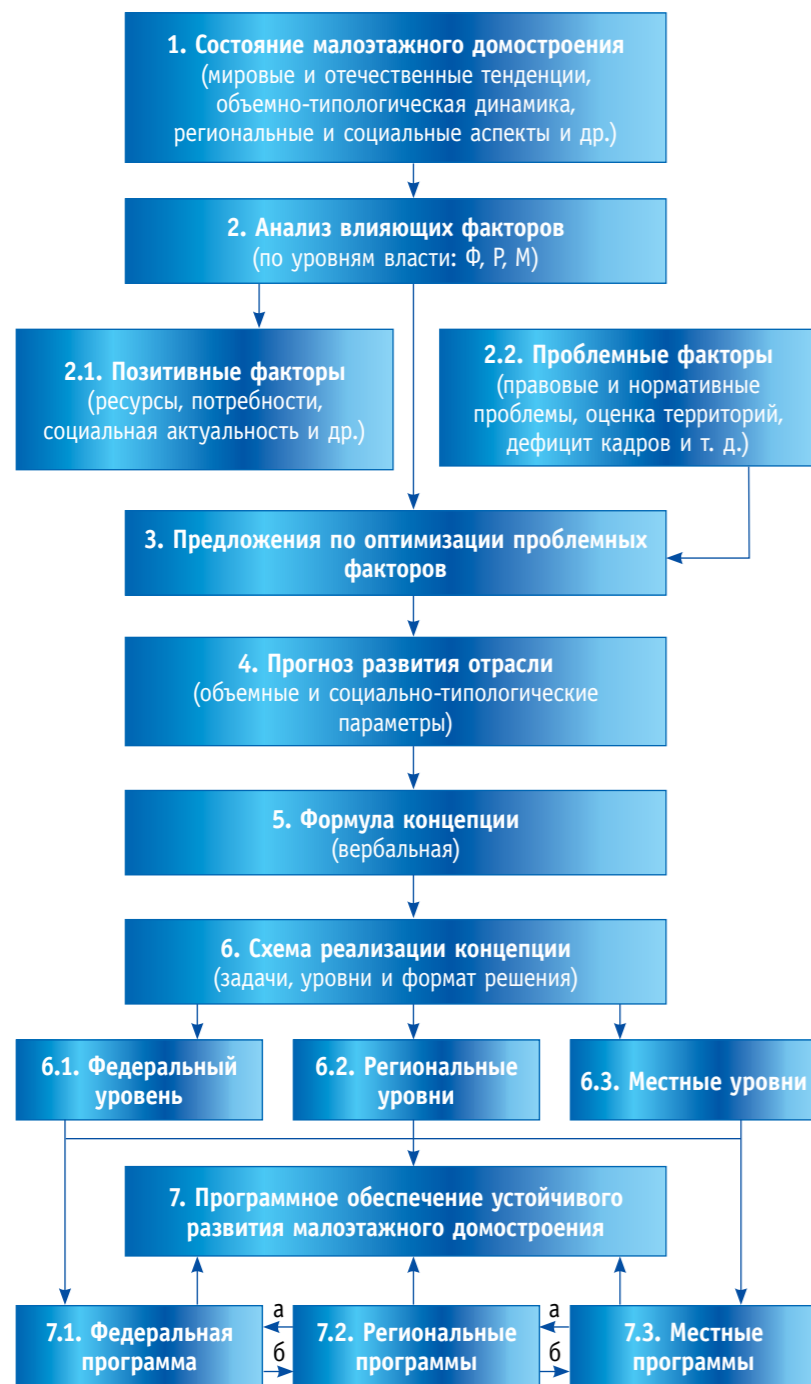 1. Состояние малоэтажного домостроения
(мировые и отечественные тенденции,
объемно-типологическая динамика,
региональные и социальные аспекты и др.)
2. Анализ влияющих факторов
(по уровням власти: Ф, Р, М)
2.1. Позитивные факторы
(ресурсы, потребности,
социальная актуальность и др.)
2.2. Проблемные факторы
(правовые и нормативные
проблемы, оценка территорий,
дефицит кадров и т. д.)
3. Предложения по оптимизации проблемных
факторов
4. Прогноз развития отрасли
(объемные и социально-типологические
параметры)
5. Формула концепции
(вербальная)
6. Схема реализации концепции
(задачи, уровни и формат решения)
6.1. Федеральный
уровень
6.2. Региональные
уровни
6.3. Местные уровни
7. Программное обеспечение устойчивого
развития малоэтажного домостроения
7.1. Федеральная
программа
а
б
7.2. Региональные
программы
а
б
7.3. Местные
программы